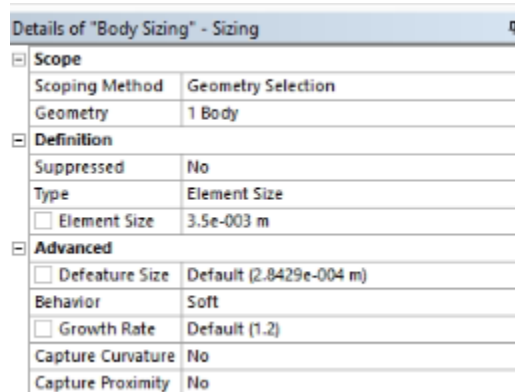 Details of "Body Sizing" - Sizing
Scope
Scoping Method Geometry Selection
Geometry 1 Body
Definition
Suppressed No
Type Element Size
Element Size 3.5e-003 m
Advanced
Defeature Size Default (2.8429e-004 m)
Behavior Soft
Growth Rate Default (1.2)
Capture Curvature No
Capture Proximity No